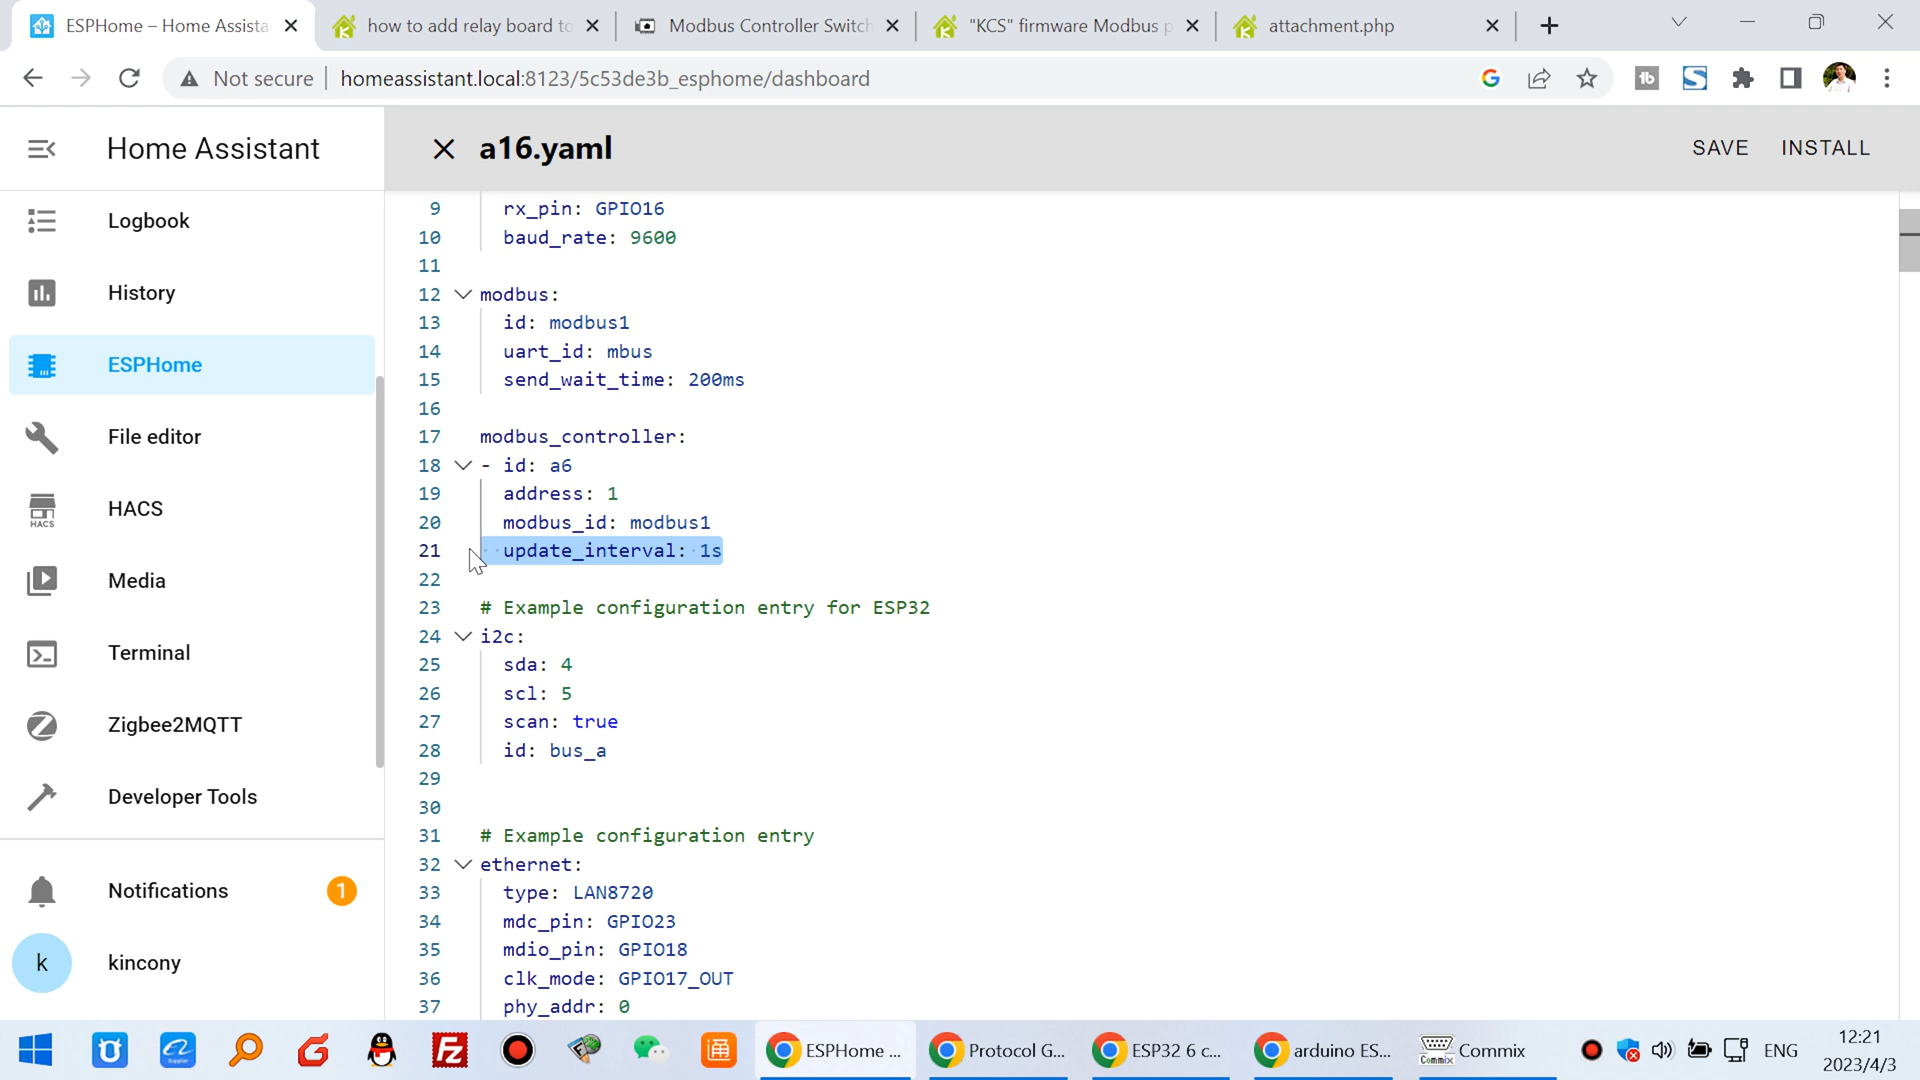 ESPHome – Home Assista
how to add relay board to
Modbus Controller Switch
"KCS" firmware Modbus p
attachment.php
Not secure
homeassistant.local:8123/5c53de3b_esphome/dashboard
Home Assistant
a16.yaml
SAVE
INSTALL
Logbook
History
ESPHome
File editor
HACS
HACS
Media
Terminal
Zigbee2MQTT
Developer Tools
Notifications
1
k
kincony
9 rx_pin: GPIO16
10 baud_rate: 9600
11
12 modbus:
13 id: modbus1
14 uart_id: mbus
15 send_wait_time: 200ms
16
17 modbus_controller:
18 - id: a6
19 address: 1
20 modbus_id: modbus1
21 update_interval: 1s
22
23 # Example configuration entry for ESP32
24 i2c:
25 sda: 4
26 scl: 5
27 scan: true
28 id: bus_a
29
30
31 # Example configuration entry
32 ethernet:
33 type: LAN8720
34 mdc_pin: GPIO23
35 mdio_pin: GPIO18
36 clk_mode: GPIO17_OUT
37 phy_addr: 0
通
ESPHome ...
Protocol G...
ESP32 6 c...
arduino ES...
Commix
Commix
ENG
12:21
2023/4/3